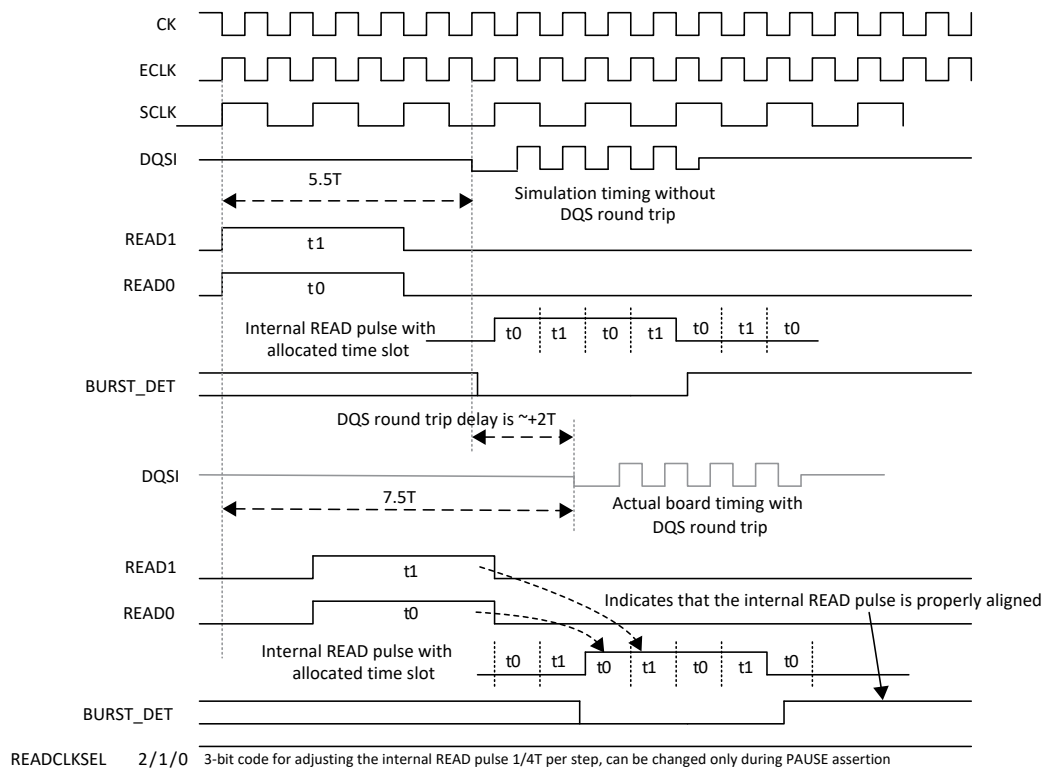 CK
ECLK
SCLK
DQSI
5.5T
Simulation timing without
DQS round trip
READ1
t1
READ0
t0
Internal READ pulse with
allocated time slot
t0 t1 t0 t1 t0 t1 t0
BURST_DET
DQS round trip delay is ~+2T
DQSI
7.5T
Actual board timing with
DQS round trip
READ1
t1
READ0
t0
Indicates that the internal READ pulse is properly aligned
Internal READ pulse with
allocated time slot
t0 t1 t0 t1 t0 t1 t0
BURST_DET
READCLKSEL 2/1/0 3-bit code for adjusting the internal READ pulse 1/4T per step, can be changed only during PAUSE assertion